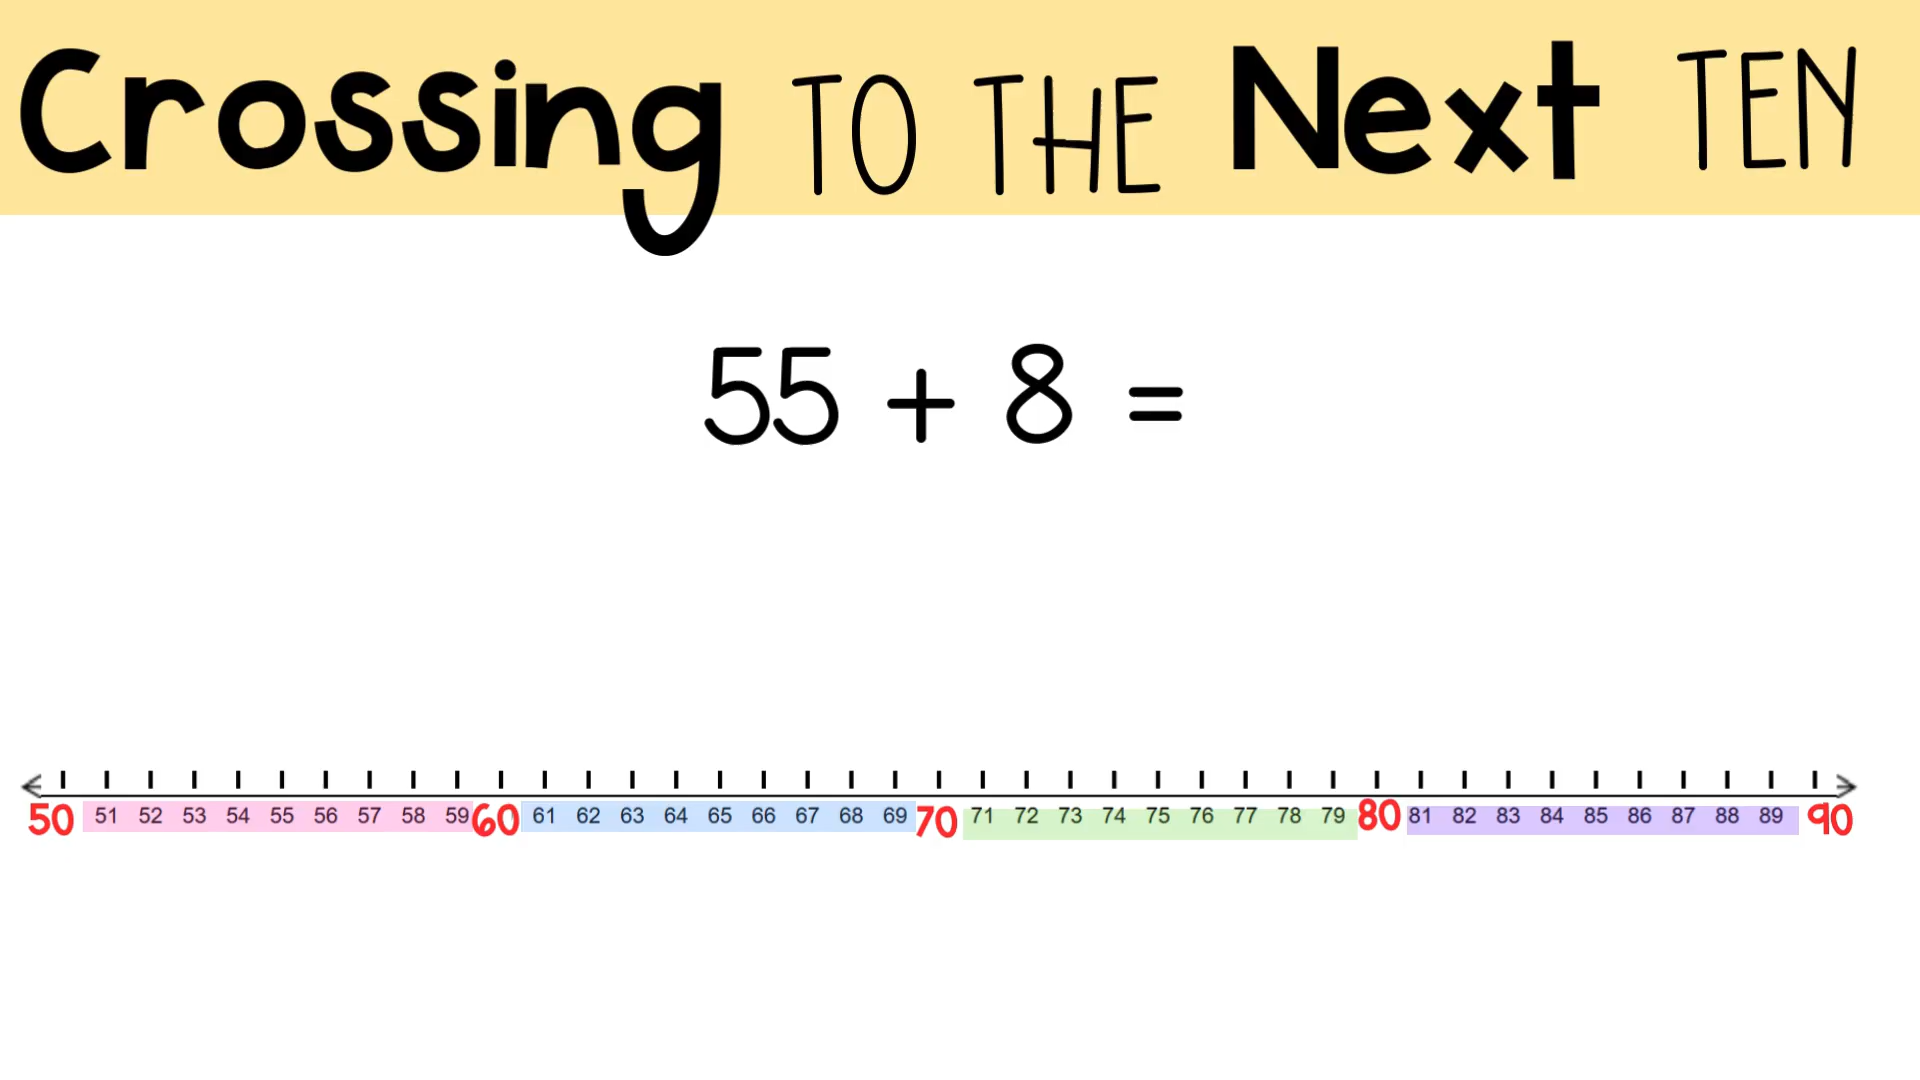 Crossing TO THE Next TEN
55 + 8 =
50 51 52 53 54 55 56 57 58 59 60 61 62 63 64 65 66 67 68 69 70 71 72 73 74 75 76 77 78 79 80 81 82 83 84 85 86 87 88 89 90